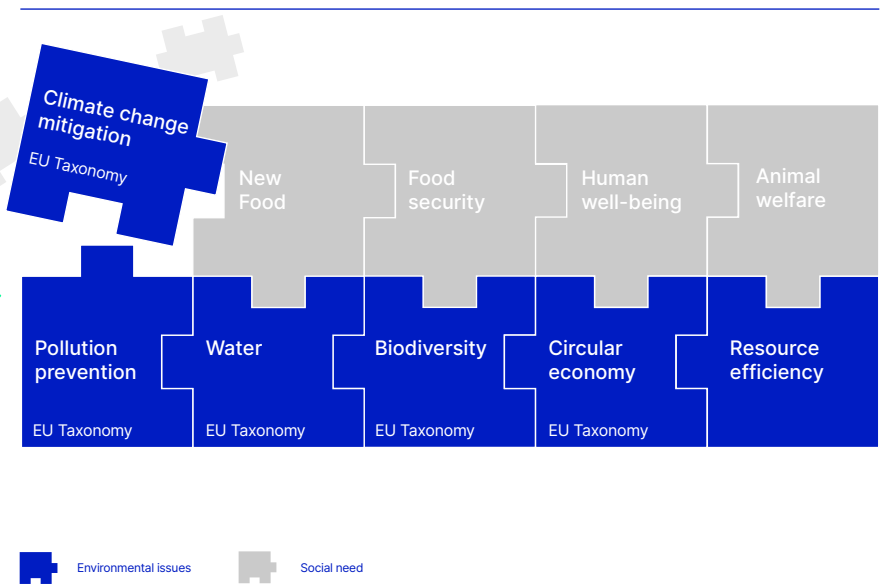 Climate change
mitigation
EU Taxonomy
New
Food
Food
security
Human
well-being
Animal
welfare
Pollution
prevention
EU Taxonomy
Water
EU Taxonomy
Biodiversity
EU Taxonomy
Circular
economy
EU Taxonomy
Resource
efficiency
Environmental issues
Social need